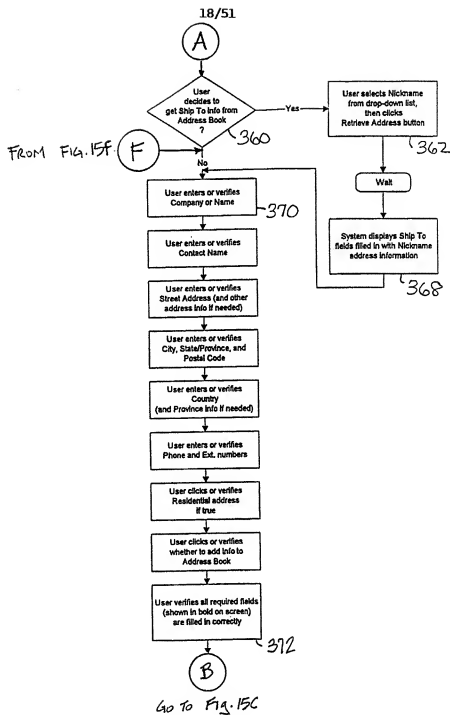 18/51
A
User
decides to
get Ship To info from
Address Book
?
360
Yes
User selects Nickname
from drop-down list,
then clicks
Retrieve Address button
362
FROM FIG.15f.
F
No
Wait
User enters or verifies
Company or Name
370
System displays Ship To
fields filled in with Nickname
address information
368
User enters or verifies
Contact Name
User enters or verifies
Street Address (and other
address info if needed)
User enters or verifies
City, State/Province, and
Postal Code
User enters or verifies
Country
(and Province info if needed)
User enters or verifies
Phone and Ext. numbers
User clicks or verifies
Residential address
if true
User clicks or verifies
whether to add info to
Address Book
User verifies all required fields
(shown in bold on screen)
are filled in correctly
372
B
GO TO Fig. 15C